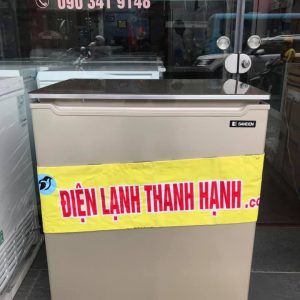 090 341 9148
SANDEN
ĐIỆN LẠNH THANH HẠNH .co